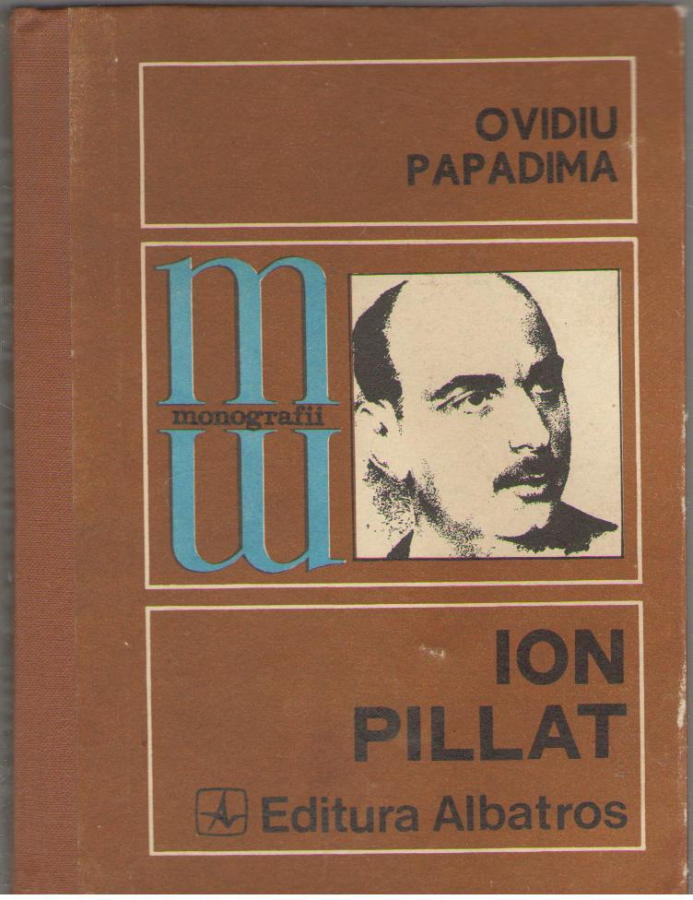 OVIDIU
PAPADIMA
m
monografii
m
ION
PILLAT
Editura Albatros